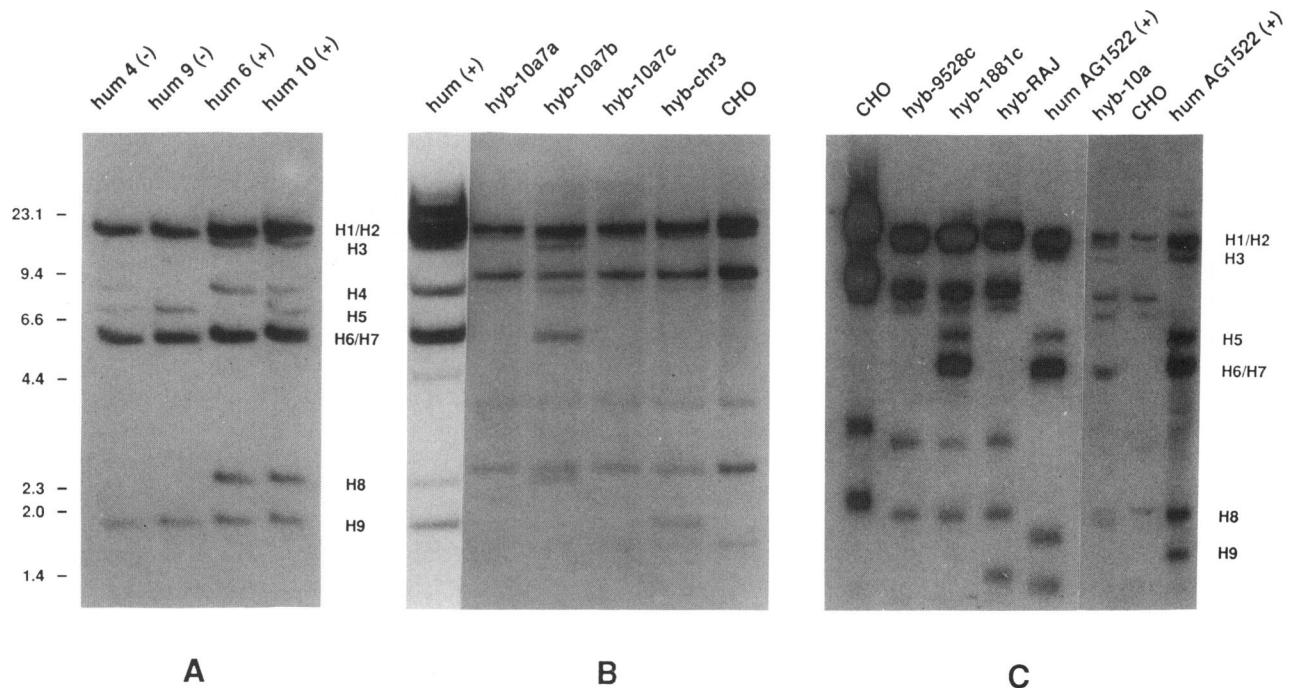 hum 4 (-)
hum 9 (-)
hum 6 (+)
hum 10 (+)
23.1
9.4
6.6
4.4
2.3
2.0
1.4
H1/H2
H3
H4
H5
H6/H7
H8
H9
A
hum (+)
hyb-10a7a
hyb-10a7b
hyb-10a7c
hyb-chr3
CHO
B
CHO
hyb-9528c
hyb-1881c
hyb-RAJ
hum AG1522 (+)
hyb-10a
CHO
hum AG1522 (+)
H1/H2
H3
H5
H6/H7
H8
H9
C